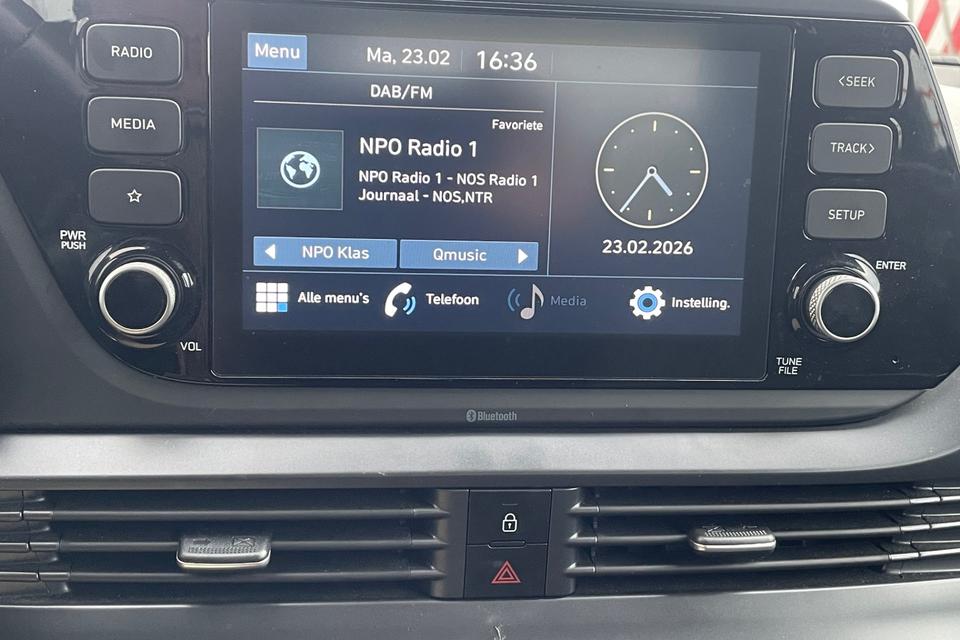 RADIO
MEDIA
PWR
PUSH
VOL
Menu
Ma, 23.02
16:36
DAB/FM
Favoriete
NPO Radio 1
NPO Radio 1 - NOS Radio 1
Journaal - NOS,NTR
NPO Klas
Qmusic
23.02.2026
Alle menu's
Telefoon
Media
Instelling.
<SEEK
TRACK>
SETUP
ENTER
TUNE
FILE
Bluetooth